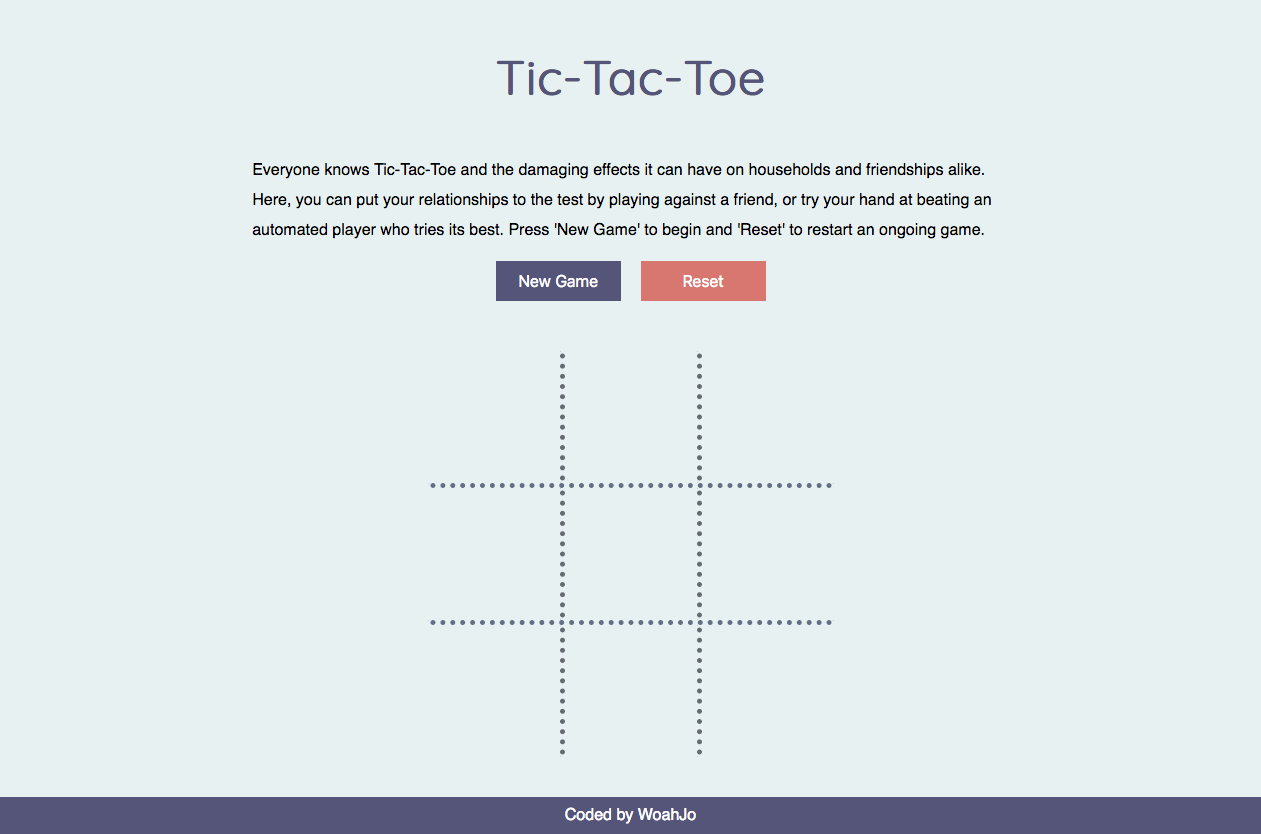 Tic-Tac-Toe
Everyone knows Tic-Tac-Toe and the damaging effects it can have on households and friendships alike.
Here, you can put your relationships to the test by playing against a friend, or try your hand at beating an
automated player who tries its best. Press 'New Game' to begin and 'Reset' to restart an ongoing game.
New Game
Reset
Coded by WoahJo